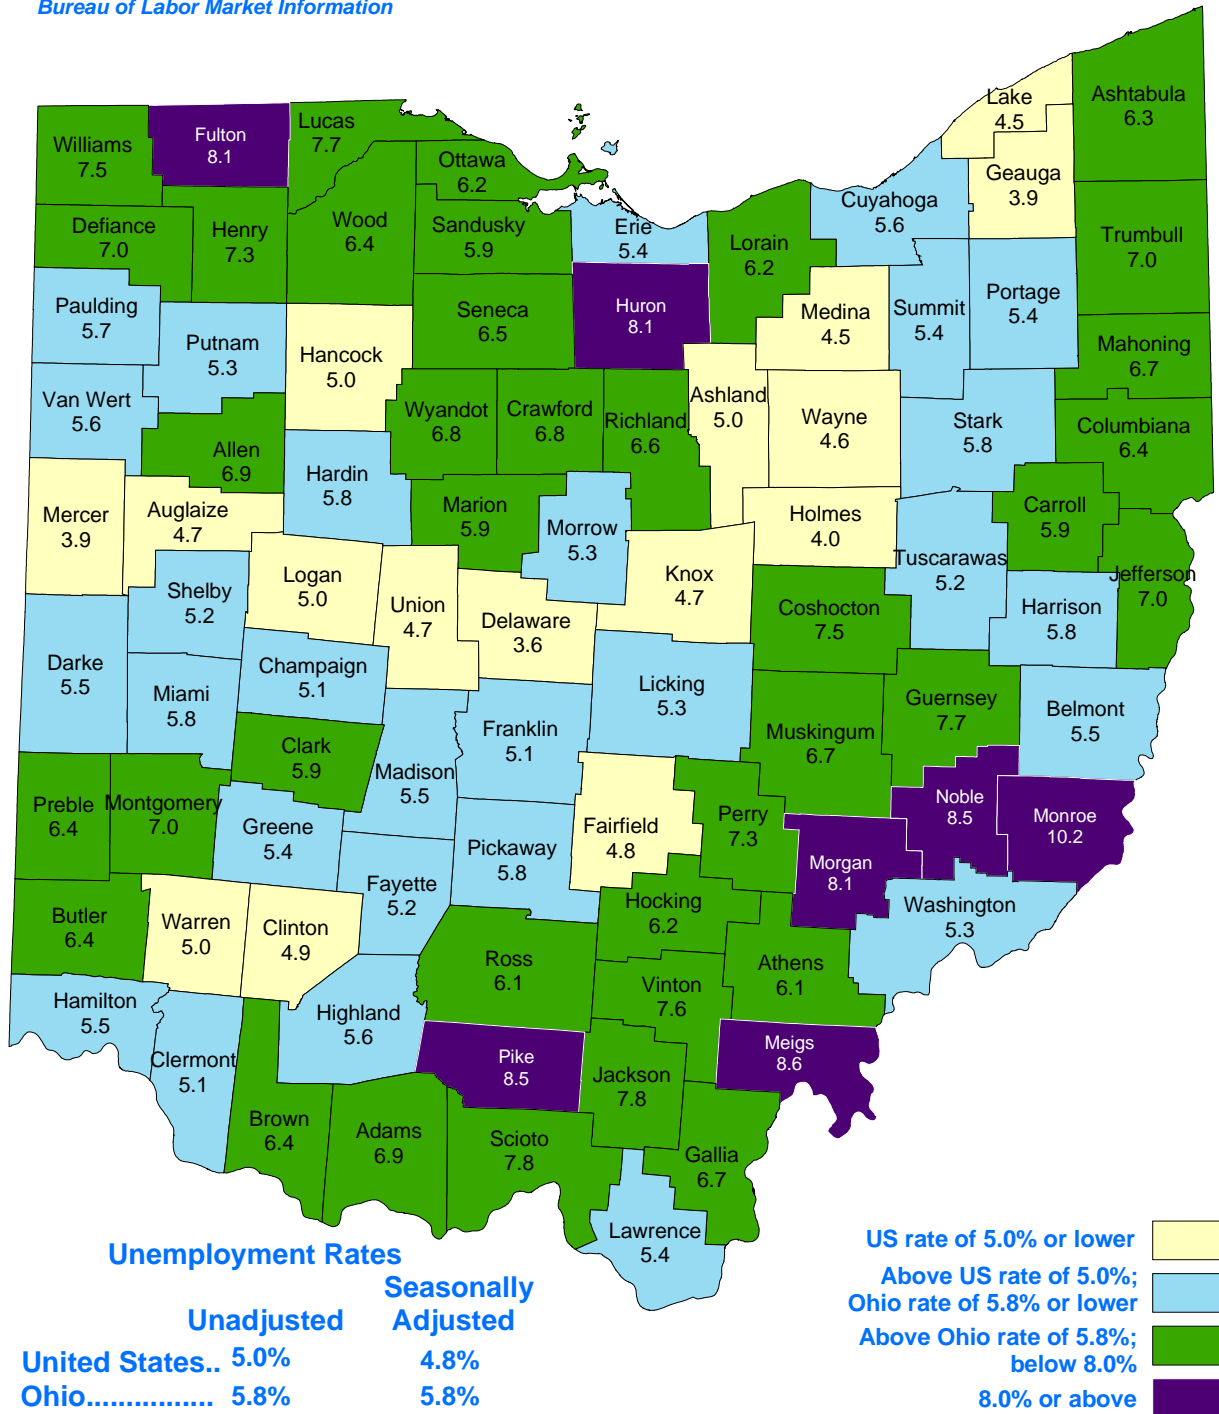 Bureau of Labor Market Information
Lake
4.5
Ashtabula
6.3
Williams
7.5
Fulton
8.1
Lucas
7.7
Ottawa
6.2
Geauga
3.9
Cuyahoga
5.6
Defiance
7.0
Henry
7.3
Wood
6.4
Sandusky
5.9
Erie
5.4
Lorain
6.2
Trumbull
7.0
Paulding
5.7
Putnam
5.3
Hancock
5.0
Seneca
6.5
Huron
8.1
Medina
4.5
Summit
5.4
Portage
5.4
Mahoning
6.7
Van Wert
5.6
Allen
6.9
Wyandot
6.8
Crawford
6.8
Richland
6.6
Ashland
5.0
Wayne
4.6
Stark
5.8
Columbiana
6.4
Mercer
3.9
Auglaize
4.7
Hardin
5.8
Marion
5.9
Morrow
5.3
Holmes
4.0
Carroll
5.9
Tuscarawas
5.2
Jefferson
7.0
Shelby
5.2
Logan
5.0
Union
4.7
Delaware
3.6
Knox
4.7
Coshocton
7.5
Harrison
5.8
Darke
5.5
Miami
5.8
Champaign
5.1
Franklin
5.1
Licking
5.3
Muskingum
6.7
Guernsey
7.7
Belmont
5.5
Clark
5.9
Madison
5.5
Preble
6.4
Montgomery
7.0
Greene
5.4
Fayette
5.2
Pickaway
5.8
Fairfield
4.8
Perry
7.3
Morgan
8.1
Noble
8.5
Monroe
10.2
Washington
5.3
Butler
6.4
Warren
5.0
Clinton
4.9
Ross
6.1
Hocking
6.2
Athens
6.1
Vinton
7.6
Hamilton
5.5
Clermont
5.1
Highland
5.6
Pike
8.5
Jackson
7.8
Meigs
8.6
Brown
6.4
Adams
6.9
Scioto
7.8
Gallia
6.7
Lawrence
5.4
Unemployment Rates
Seasonally
Unadjusted Adjusted
United States.. 5.0% 4.8%
Ohio................ 5.8% 5.8%
US rate of 5.0% or lower
Above US rate of 5.0%;
Ohio rate of 5.8% or lower
Above Ohio rate of 5.8%;
below 8.0%
8.0% or above